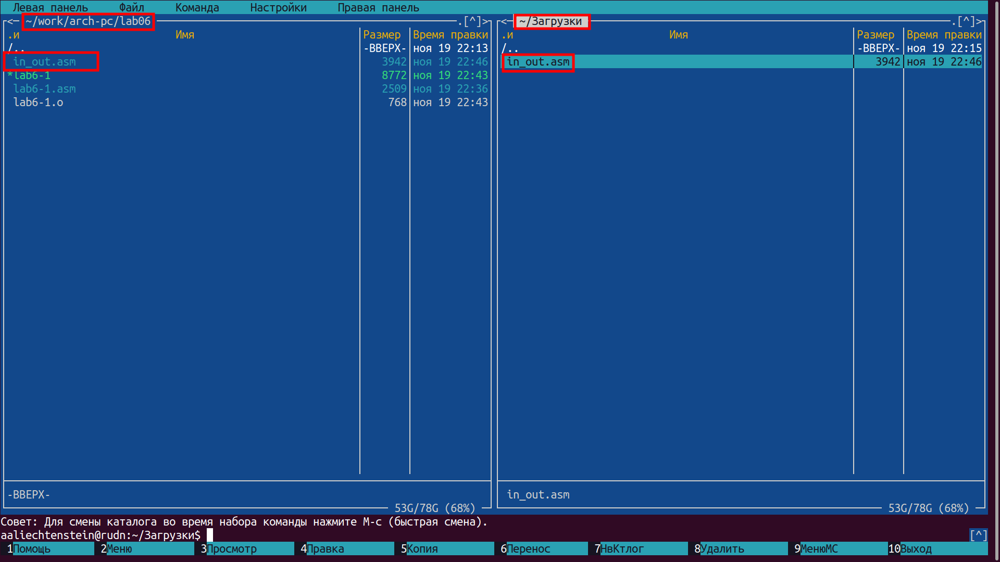 Левая панель Файл Команда Настройки Правая панель
<- ~/work/arch-pc/lab06 .[^]>
.и Имя Размер Время правки
/.. -ВВЕРХ- ноя 19 22:13
in_out.asm 3942 ноя 19 22:46
*lab6-1 8772 ноя 19 22:43
lab6-1.asm 2509 ноя 19 22:36
lab6-1.o 768 ноя 19 22:43
-ВВЕРХ-
53G/78G (68%)
<- ~/Загрузки .[^]>
.и Имя Размер Время правки
/.. -ВВЕРХ- ноя 19 22:15
in_out.asm 3942 ноя 19 22:46
in_out.asm
53G/78G (68%)
Совет: Для смены каталога во время набора команды нажмите M-c (быстрая смена).
aaliechtenstein@rudn:~/Загрузки$ [^]
1Помощь 2Меню 3Просмотр 4Правка 5Копия 6Перенос 7НвКтлог 8Удалить 9МенюMC 10Выход